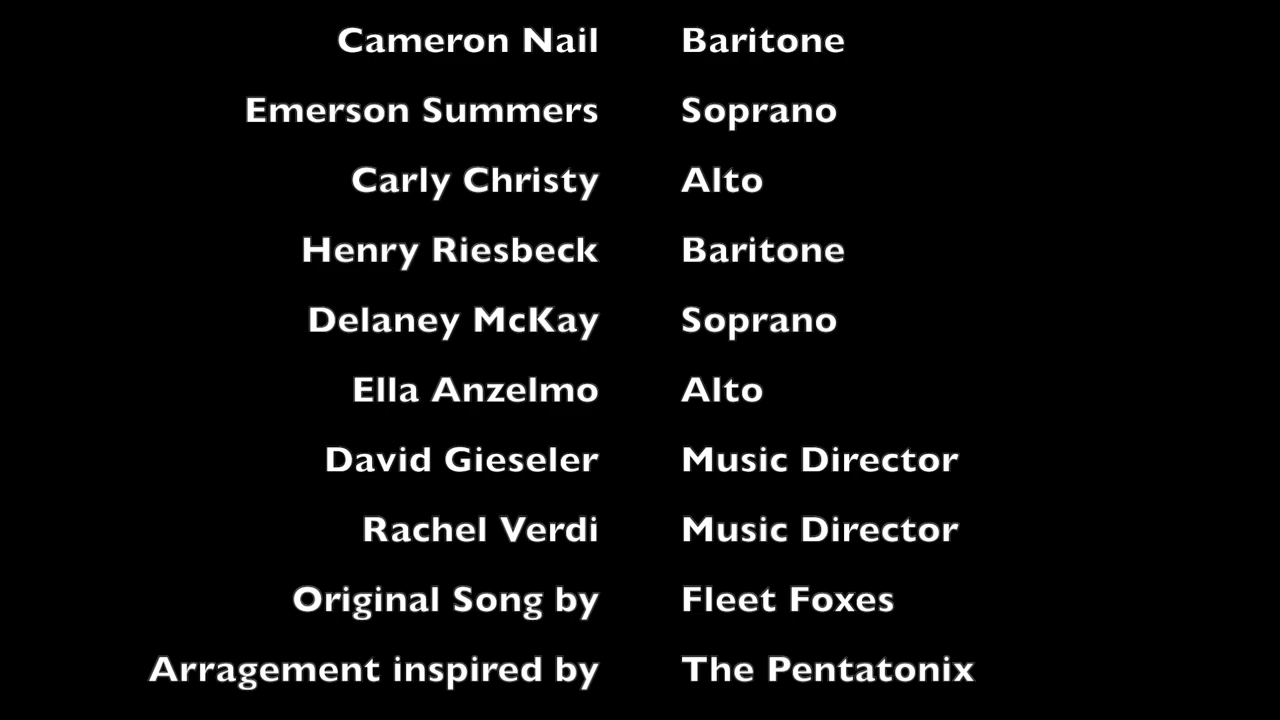 Cameron Nail Baritone
Emerson Summers Soprano
Carly Christy Alto
Henry Riesbeck Baritone
Delaney McKay Soprano
Ella Anzelmo Alto
David Gieseler Music Director
Rachel Verdi Music Director
Original Song by Fleet Foxes
Arragement inspired by The Pentatonix